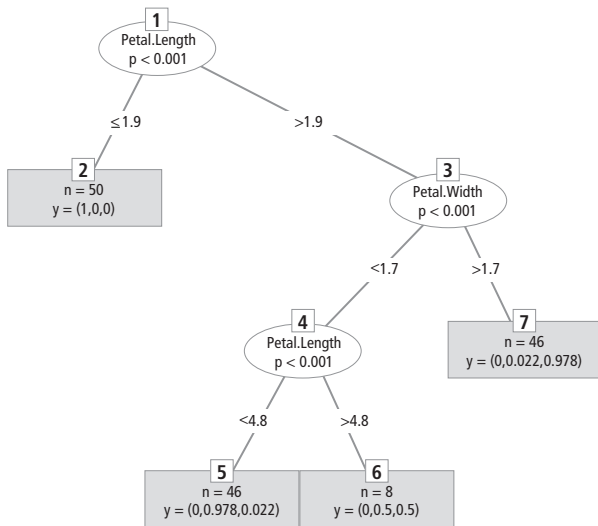 1
Petal.Length
p < 0.001
≤1.9
>1.9
2
n = 50
y = (1,0,0)
3
Petal.Width
p < 0.001
<1.7
>1.7
4
Petal.Length
p < 0.001
7
n = 46
y = (0,0.022,0.978)
<4.8
>4.8
5
n = 46
y = (0,0.978,0.022)
6
n = 8
y = (0,0.5,0.5)